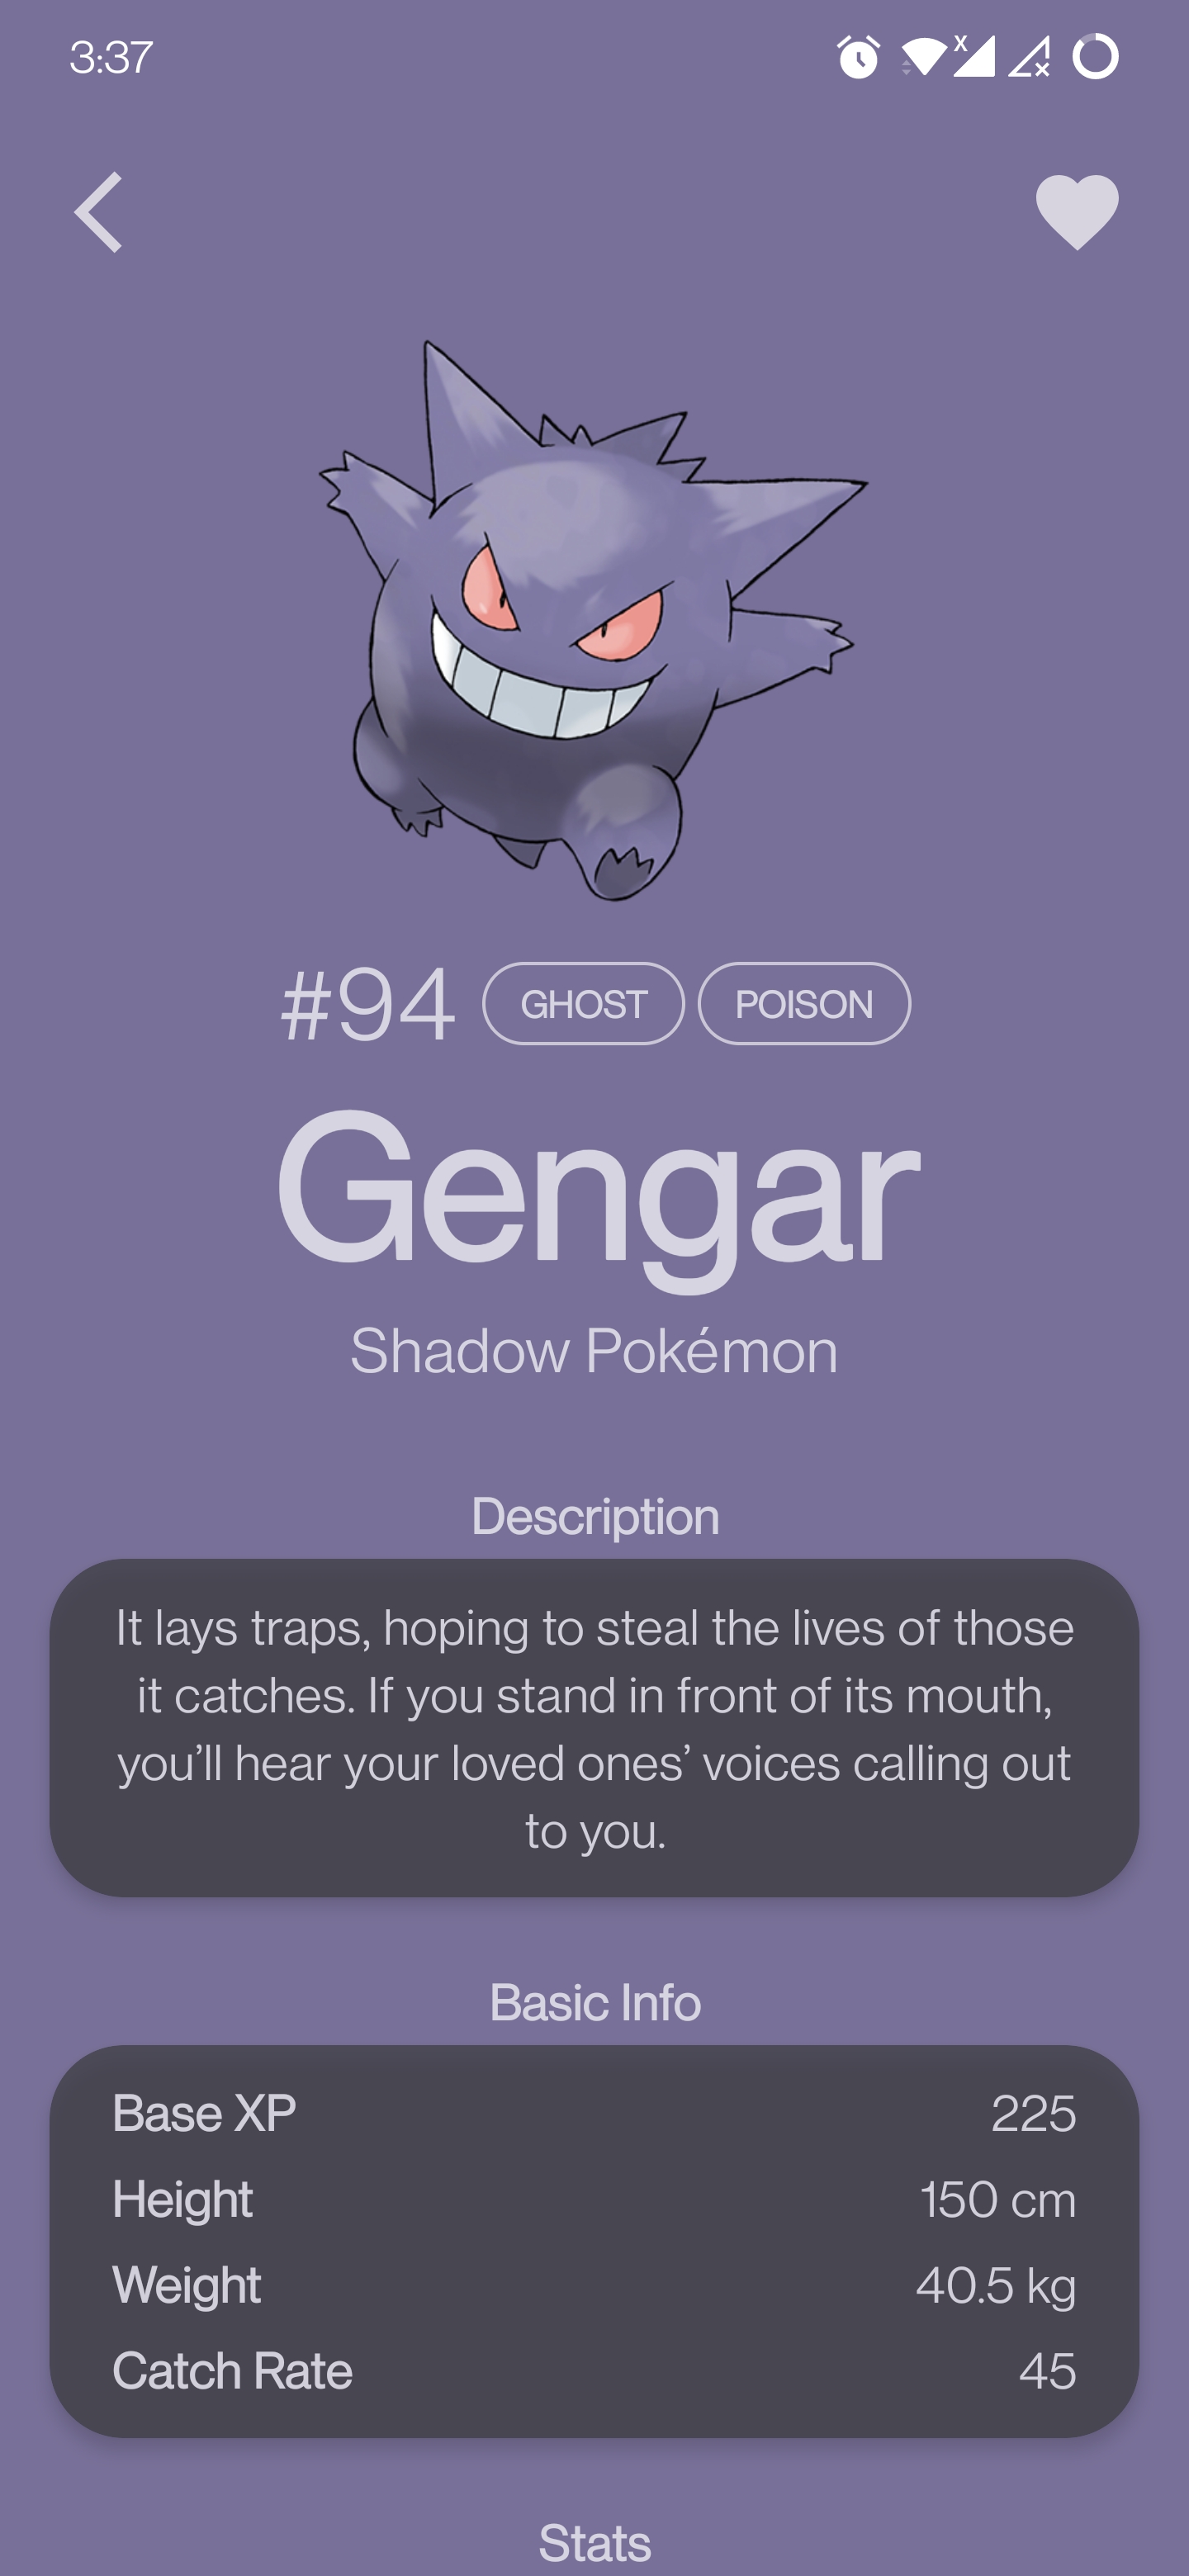 3:37
X
#94 GHOST POISON
Gengar
Shadow Pokémon
Description
It lays traps, hoping to steal the lives of those
it catches. If you stand in front of its mouth,
you’ll hear your loved ones’ voices calling out
to you.
Basic Info
Base XP 225
Height 150 cm
Weight 40.5 kg
Catch Rate 45
Stats